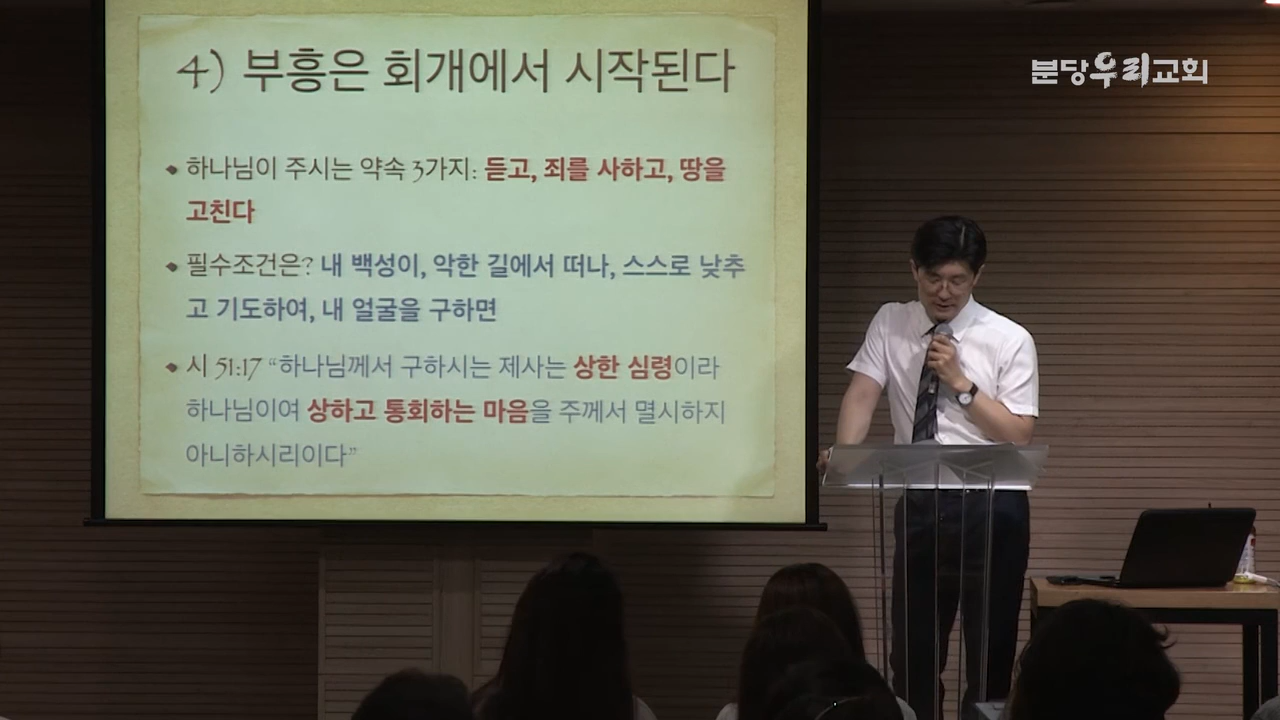 4) 부흥은 회개에서 시작된다
분당우리교회
하나님이 주시는 약속 3가지: 듣고, 죄를 사하고, 땅을
고친다
필수조건은? 내 백성이, 악한 길에서 떠나, 스스로 낮추
고 기도하여, 내 얼굴을 구하면
시 51:17 “하나님께서 구하시는 제사는 상한 심령이라
하나님이여 상하고 통회하는 마음을 주께서 멸시하지
아니하시리이다”